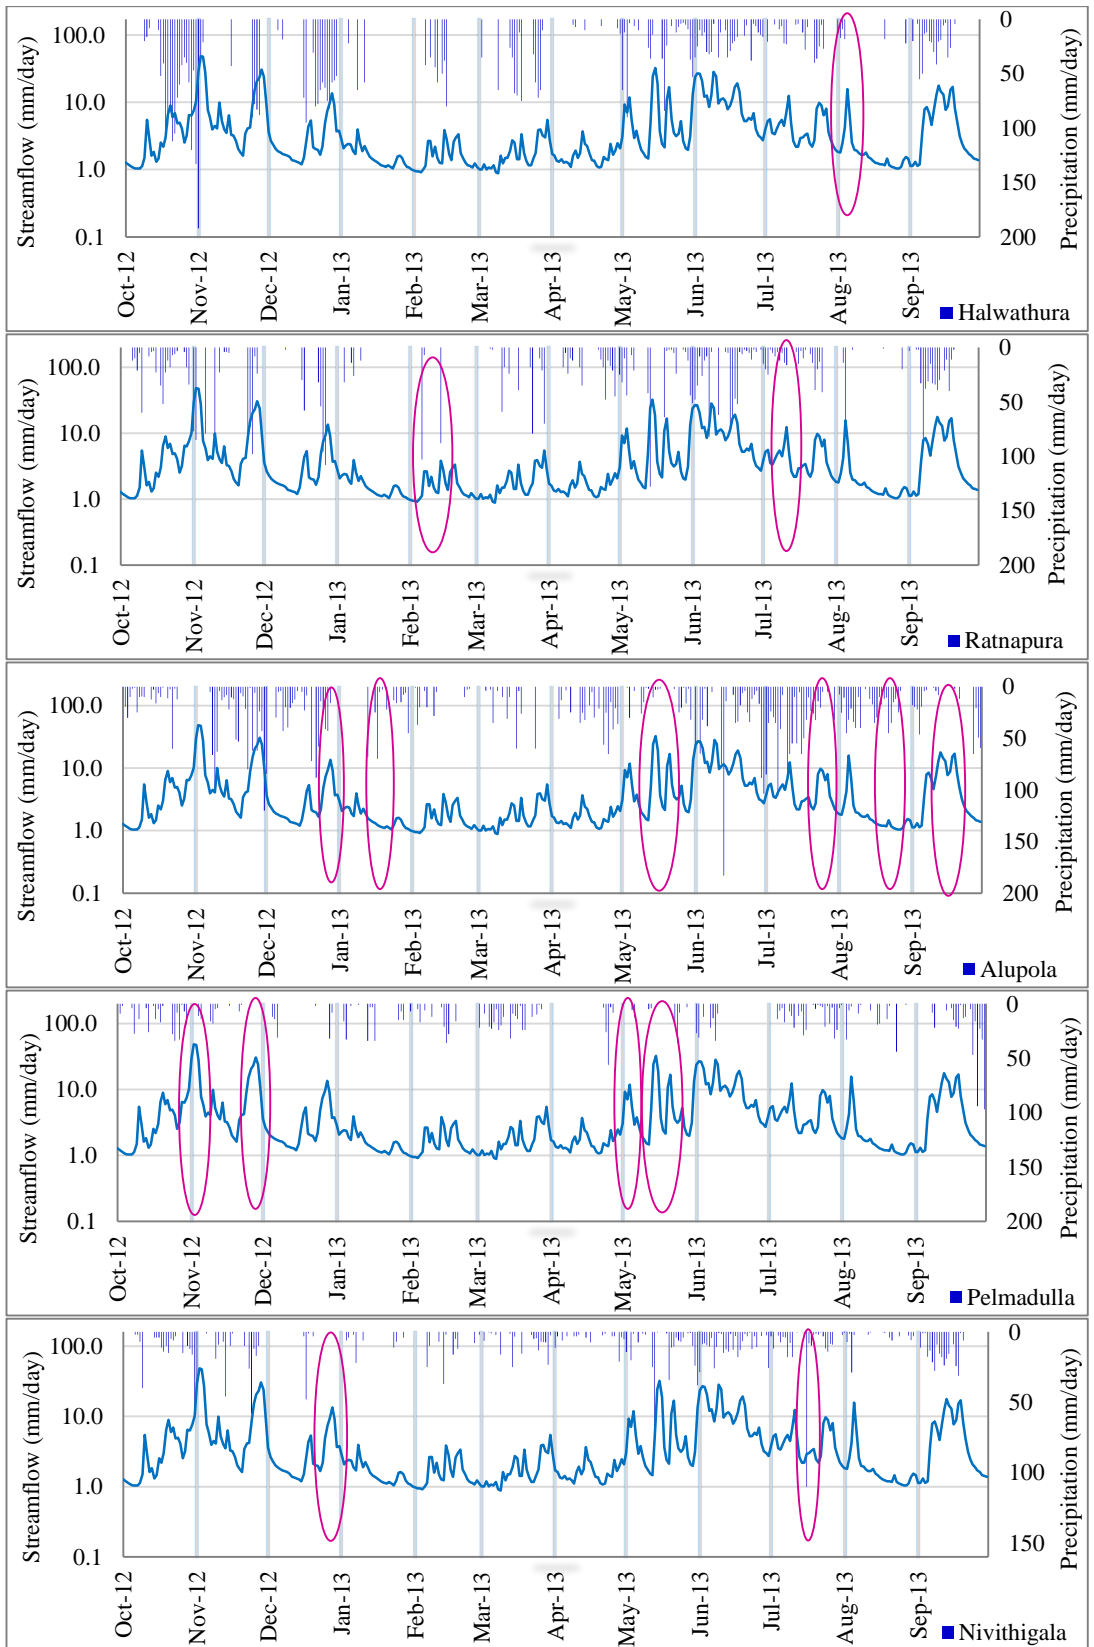 Streamflow (mm/day)
100.0
10.0
1.0
0.1
0
50
100
150
200
Precipitation (mm/day)
Oct-12
Nov-12
Dec-12
Jan-13
Feb-13
Mar-13
Apr-13
May-13
Jun-13
Jul-13
Aug-13
Sep-13
Halwathura
Streamflow (mm/day)
100.0
10.0
1.0
0.1
0
50
100
150
200
Precipitation (mm/day)
Oct-12
Nov-12
Dec-12
Jan-13
Feb-13
Mar-13
Apr-13
May-13
Jun-13
Jul-13
Aug-13
Sep-13
Ratnapura
Streamflow (mm/day)
100.0
10.0
1.0
0.1
0
50
100
150
200
Precipitation (mm/day)
Oct-12
Nov-12
Dec-12
Jan-13
Feb-13
Mar-13
Apr-13
May-13
Jun-13
Jul-13
Aug-13
Sep-13
Alupola
Streamflow (mm/day)
100.0
10.0
1.0
0.1
0
50
100
150
200
Precipitation (mm/day)
Oct-12
Nov-12
Dec-12
Jan-13
Feb-13
Mar-13
Apr-13
May-13
Jun-13
Jul-13
Aug-13
Sep-13
Pelmadulla
Streamflow (mm/day)
100.0
10.0
1.0
0.1
0
50
100
150
Precipitation (mm/day)
Oct-12
Nov-12
Dec-12
Jan-13
Feb-13
Mar-13
Apr-13
May-13
Jun-13
Jul-13
Aug-13
Sep-13
Nivithigala